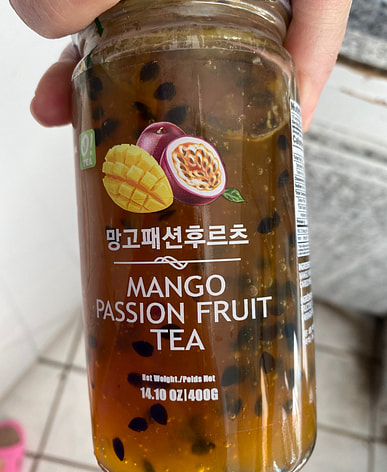 O!
TEA
망고패션후르츠
MANGO
PASSION FRUIT
TEA
Net Weight./Poids Net
14.10 OZ|400G